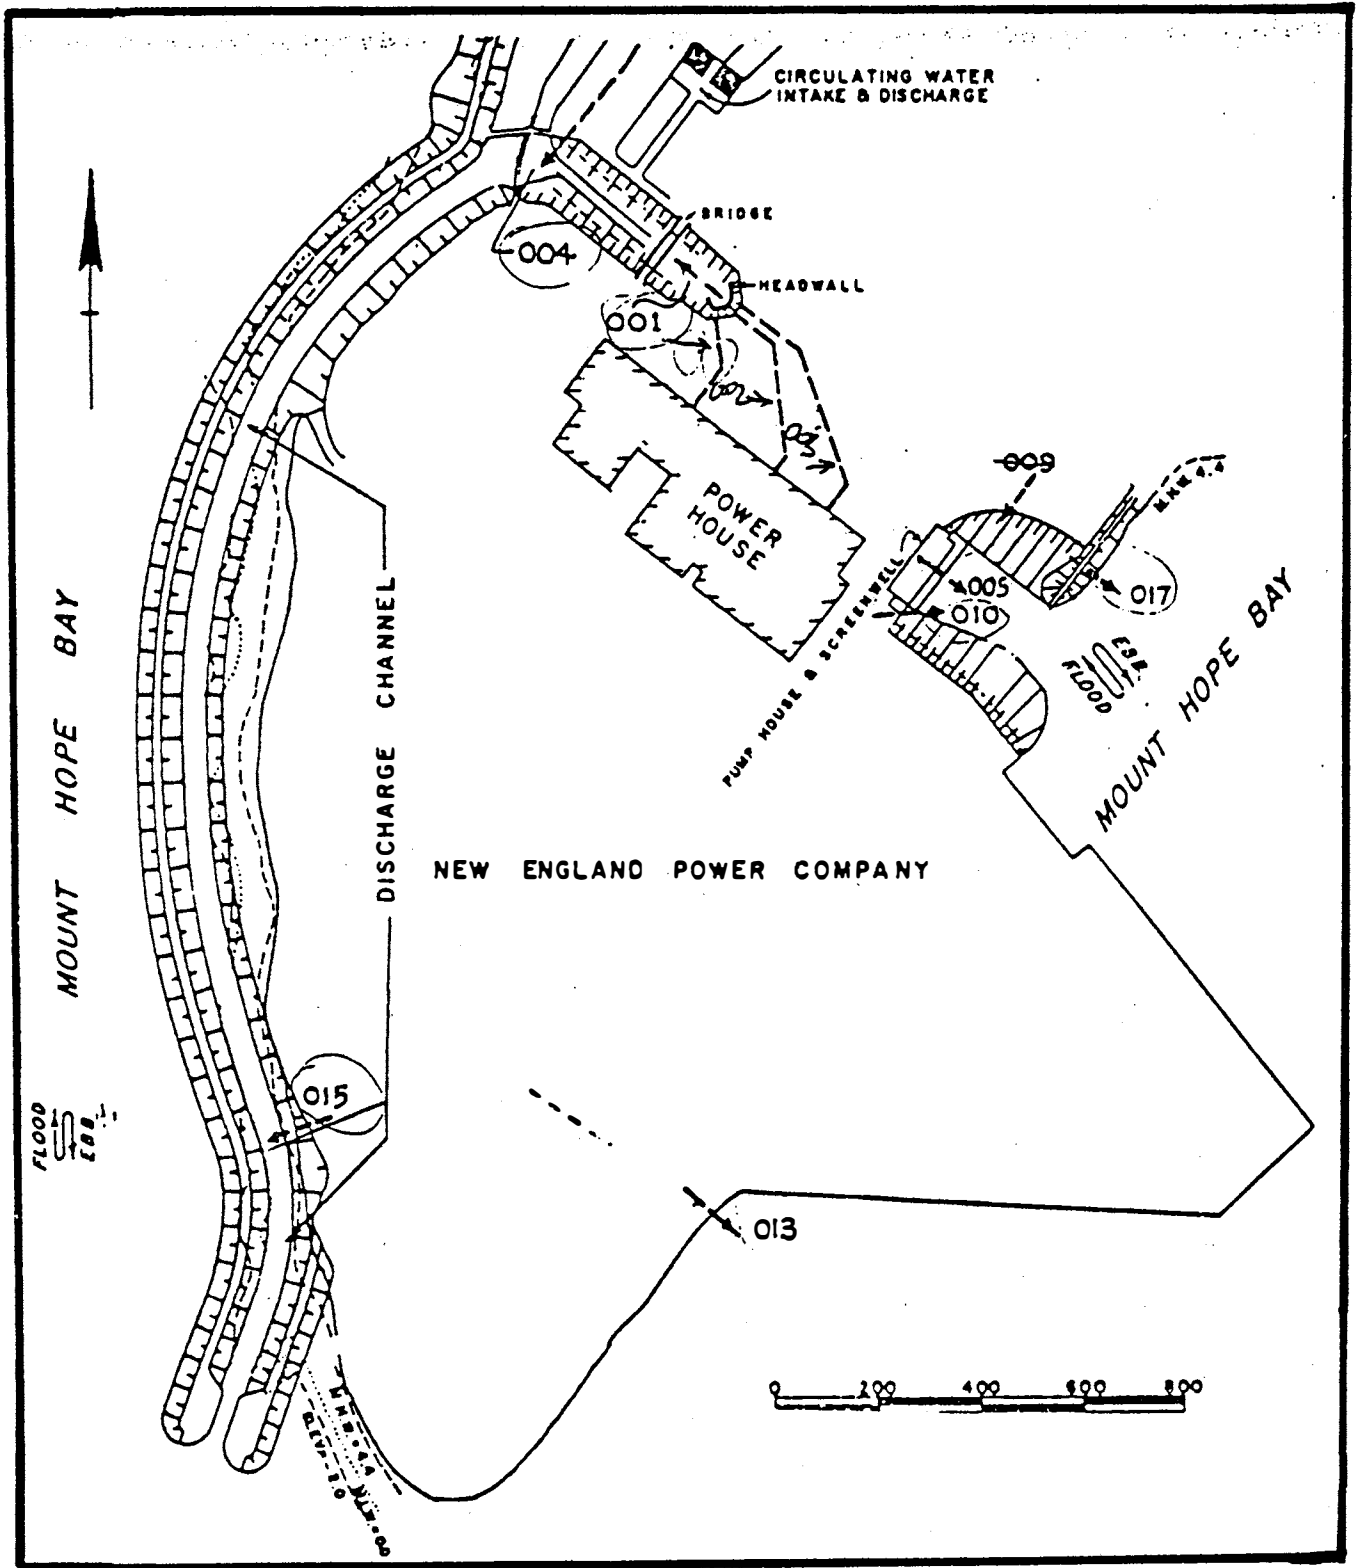 CIRCULATING WATER
INTAKE & DISCHARGE
BRIDGE
004
HEADWALL
001
002
003
009
M.H.W. 4.4
POWER
HOUSE
005
010
017
PUMP HOUSE & SCREENWELL
EBB
FLOOD
MOUNT HOPE BAY
MOUNT HOPE BAY
DISCHARGE CHANNEL
NEW ENGLAND POWER COMPANY
015
FLOOD
EBB
013
0 200 400 600 800